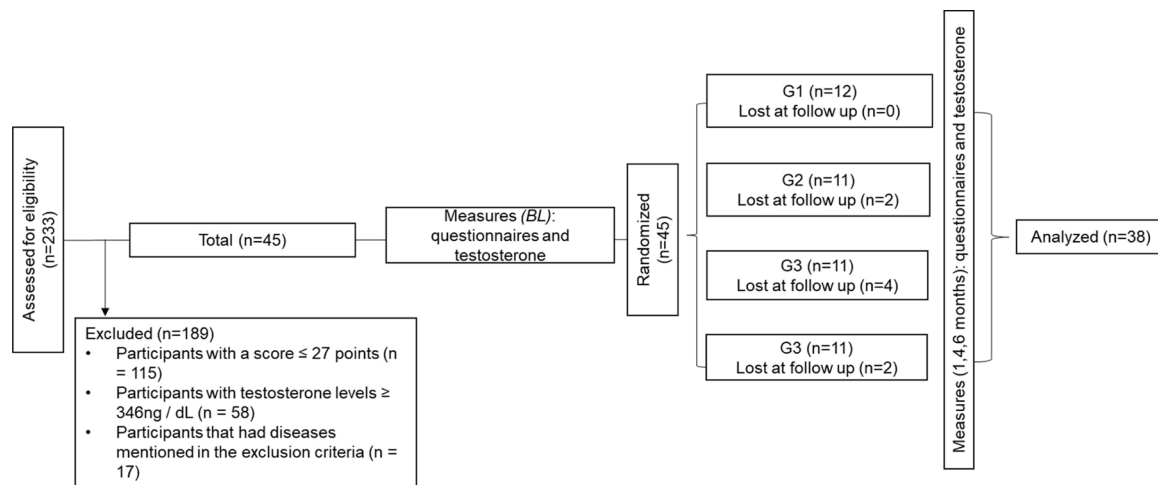 Assessed for eligibility
(n=233)
Total (n=45)
Excluded (n=189)
• Participants with a score ≤ 27 points (n
= 115)
• Participants with testosterone levels ≥
346ng / dL (n = 58)
• Participants that had diseases
mentioned in the exclusion criteria (n =
17)
Measures (BL):
questionnaires and
testosterone
Randomized
(n=45)
G1 (n=12)
Lost at follow up (n=0)
G2 (n=11)
Lost at follow up (n=2)
G3 (n=11)
Lost at follow up (n=4)
G3 (n=11)
Lost at follow up (n=2)
Measures (1,4,6 months): questionnaires and testosterone
Analyzed (n=38)